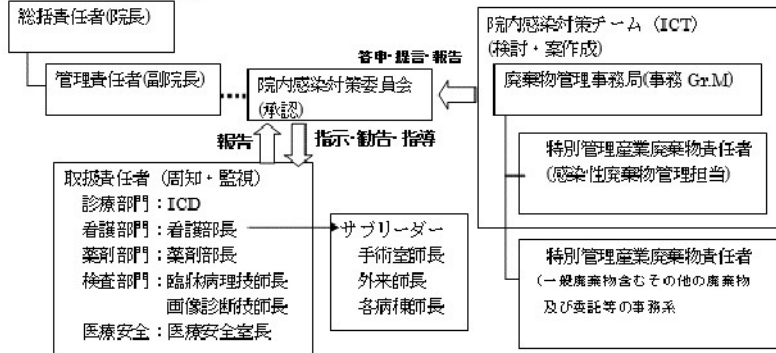 総括責任者(院長)
管理責任者(副院長)
答申・提言・報告
院内感染対策委員会
(承認)
報告
指示・勧告・指導
院内感染対策チーム（ICT）
(検討・案作成)
廃棄物管理事務局(事務 Gr.M)
特別管理産業廃棄物責任者
(感染性廃棄物管理担当)
特別管理産業廃棄物責任者
(一般廃棄物含むその他の廃棄物
及び委託等の事務系
取扱責任者（周知・監視）
診療部門：ICD
看護部門：看護部長
薬剤部門：薬剤部長
検査部門：臨床病理技師長
画像診断技師長
医療安全：医療安全室長
サブリーダー
手術室師長
外来師長
各病棟師長